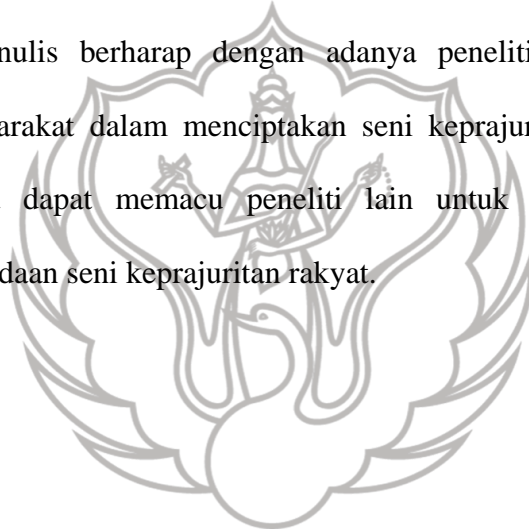 nulis berharap dengan adanya peneliti
arakat dalam menciptakan seni keprajur
dapat memacu peneliti lain untuk
daan seni keprajuritan rakyat.